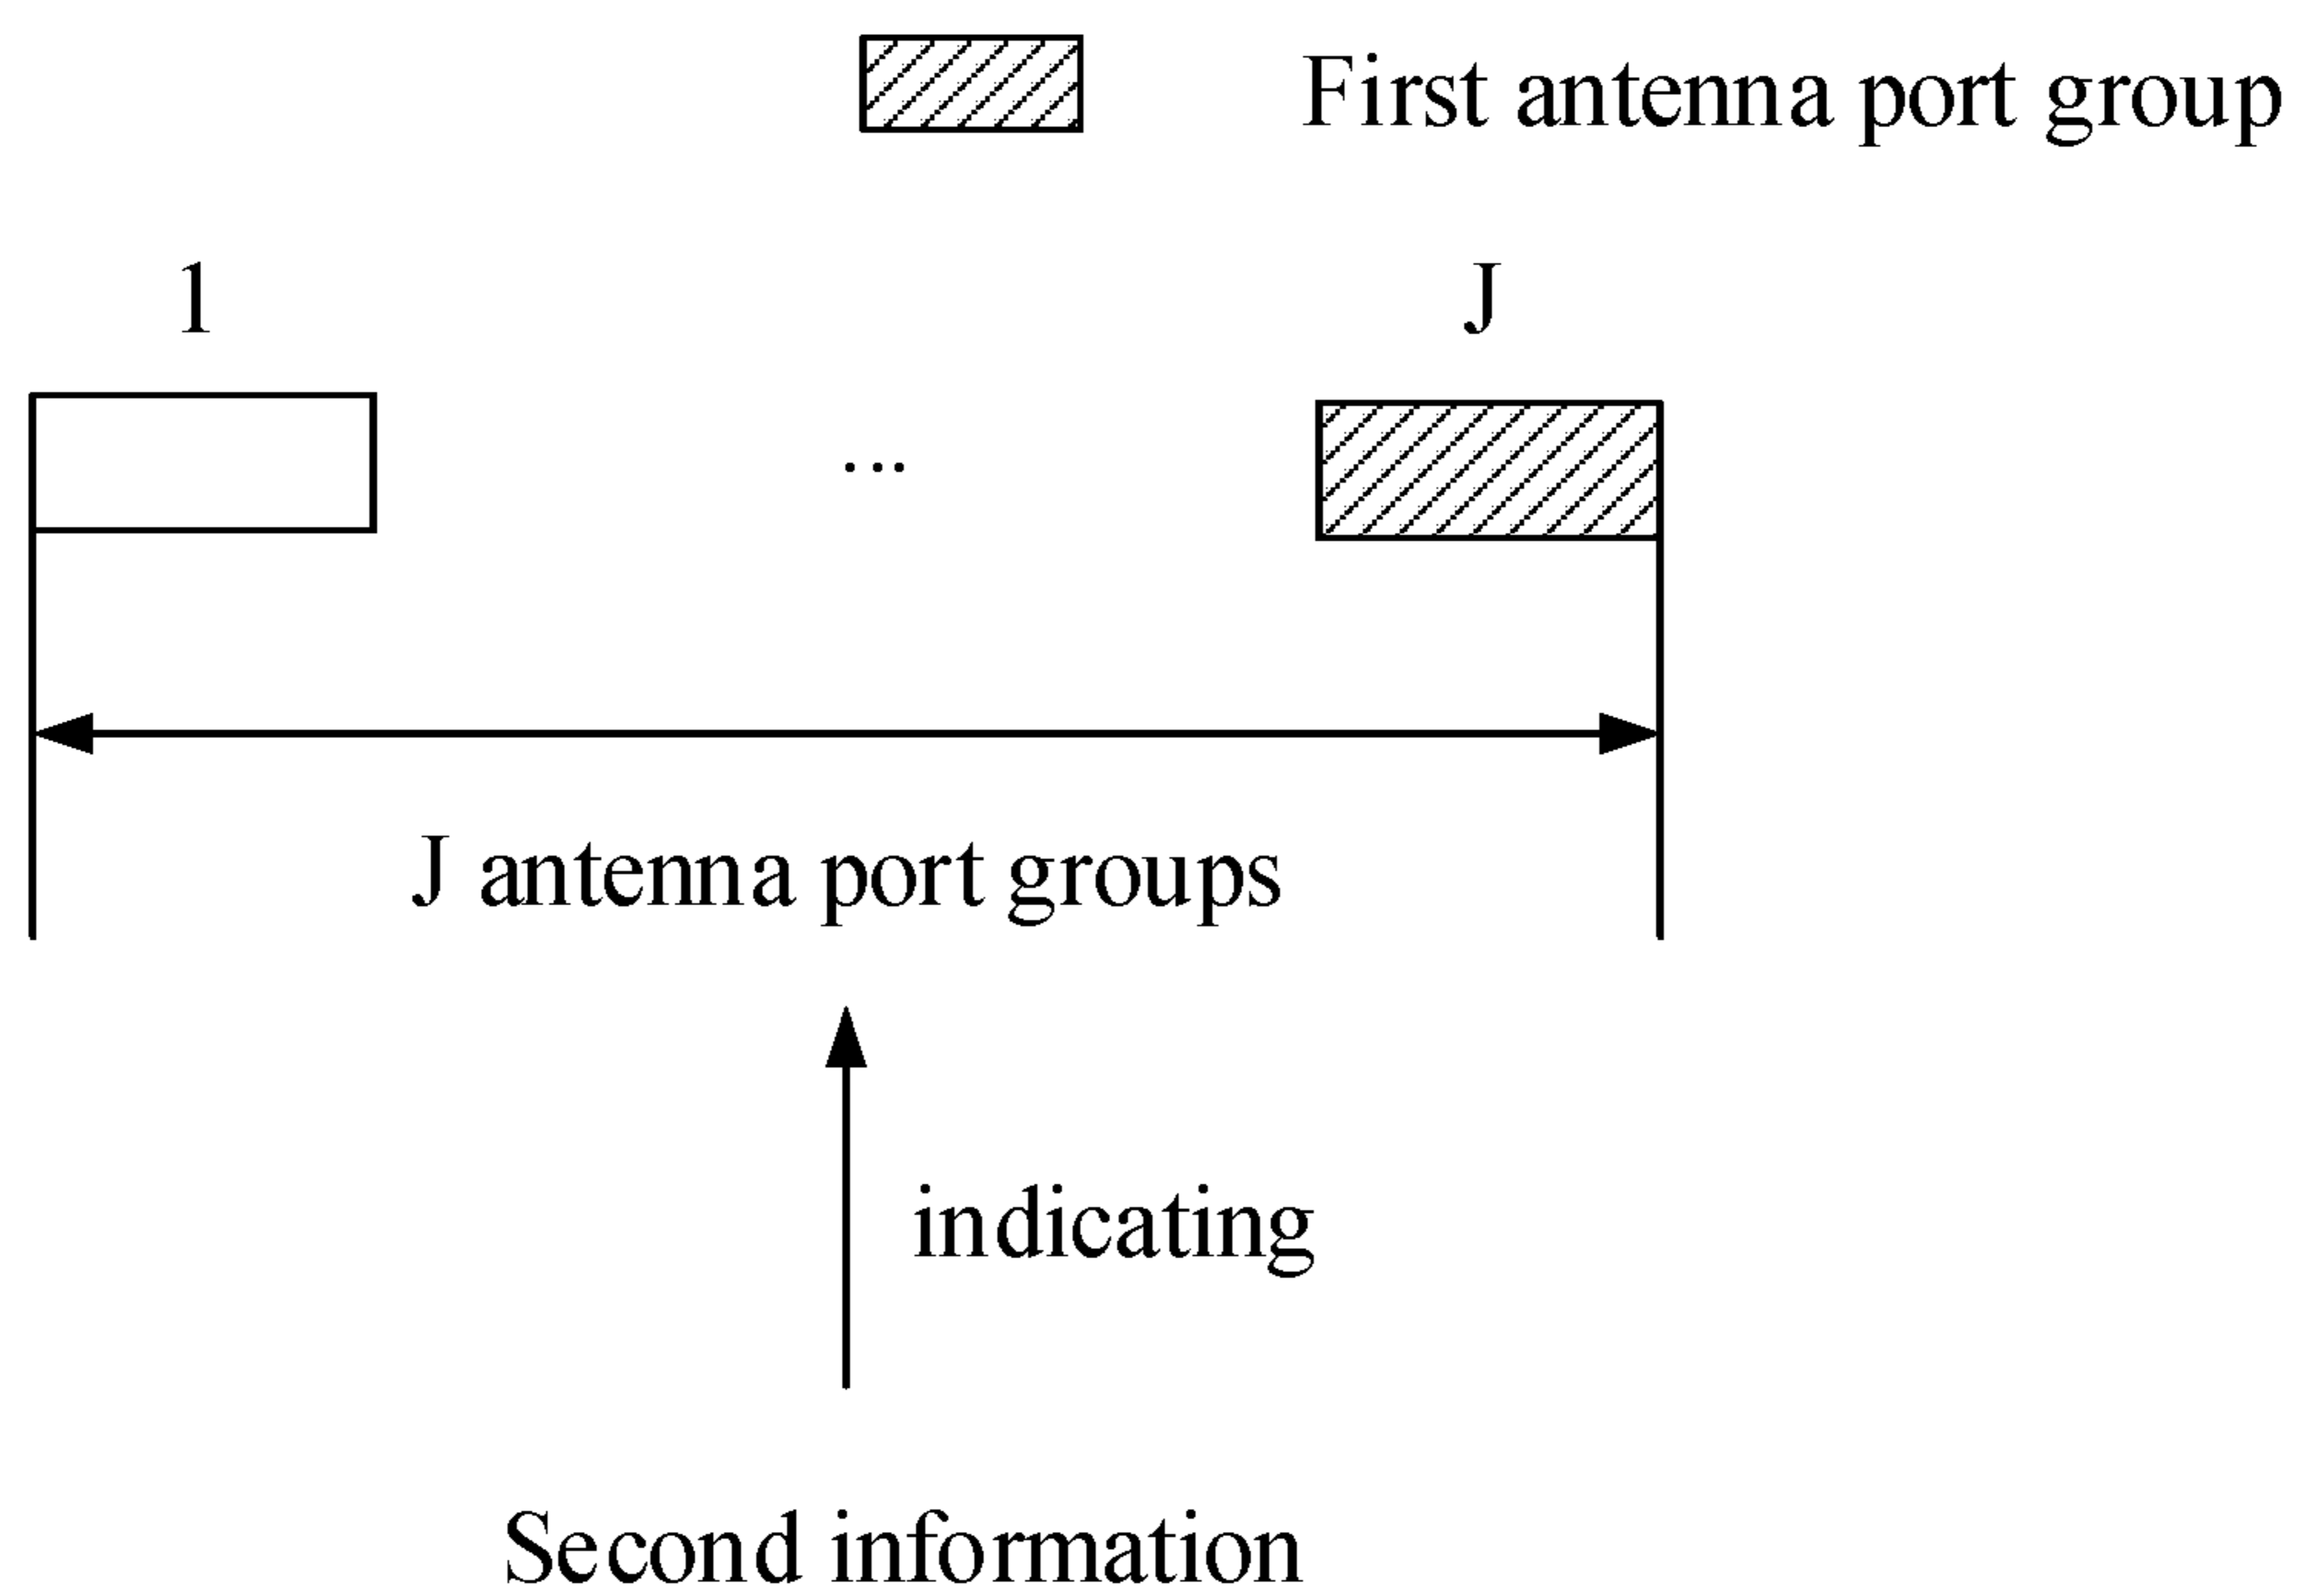 First antenna port group
1
J
...
J antenna port groups
indicating
Second information